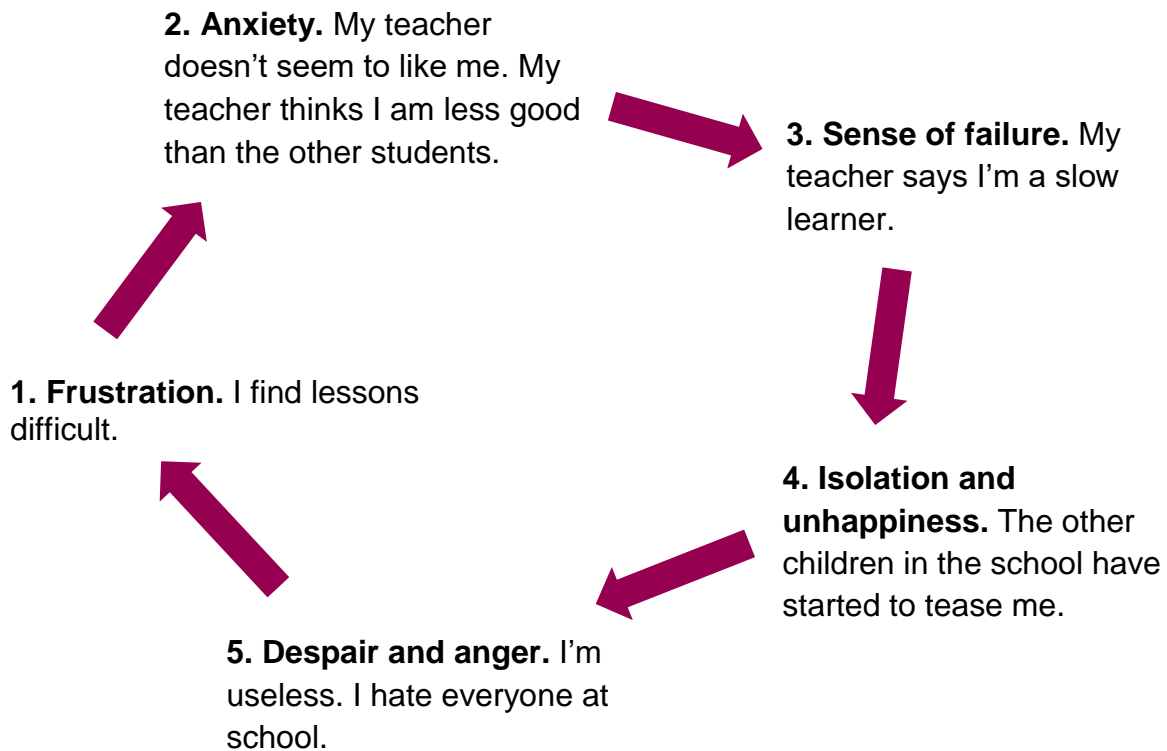 2. Anxiety. My teacher
doesn’t seem to like me. My
teacher thinks I am less good
than the other students.
3. Sense of failure. My
teacher says I’m a slow
learner.
1. Frustration. I find lessons
difficult.
4. Isolation and
unhappiness. The other
children in the school have
started to tease me.
5. Despair and anger. I’m
useless. I hate everyone at
school.